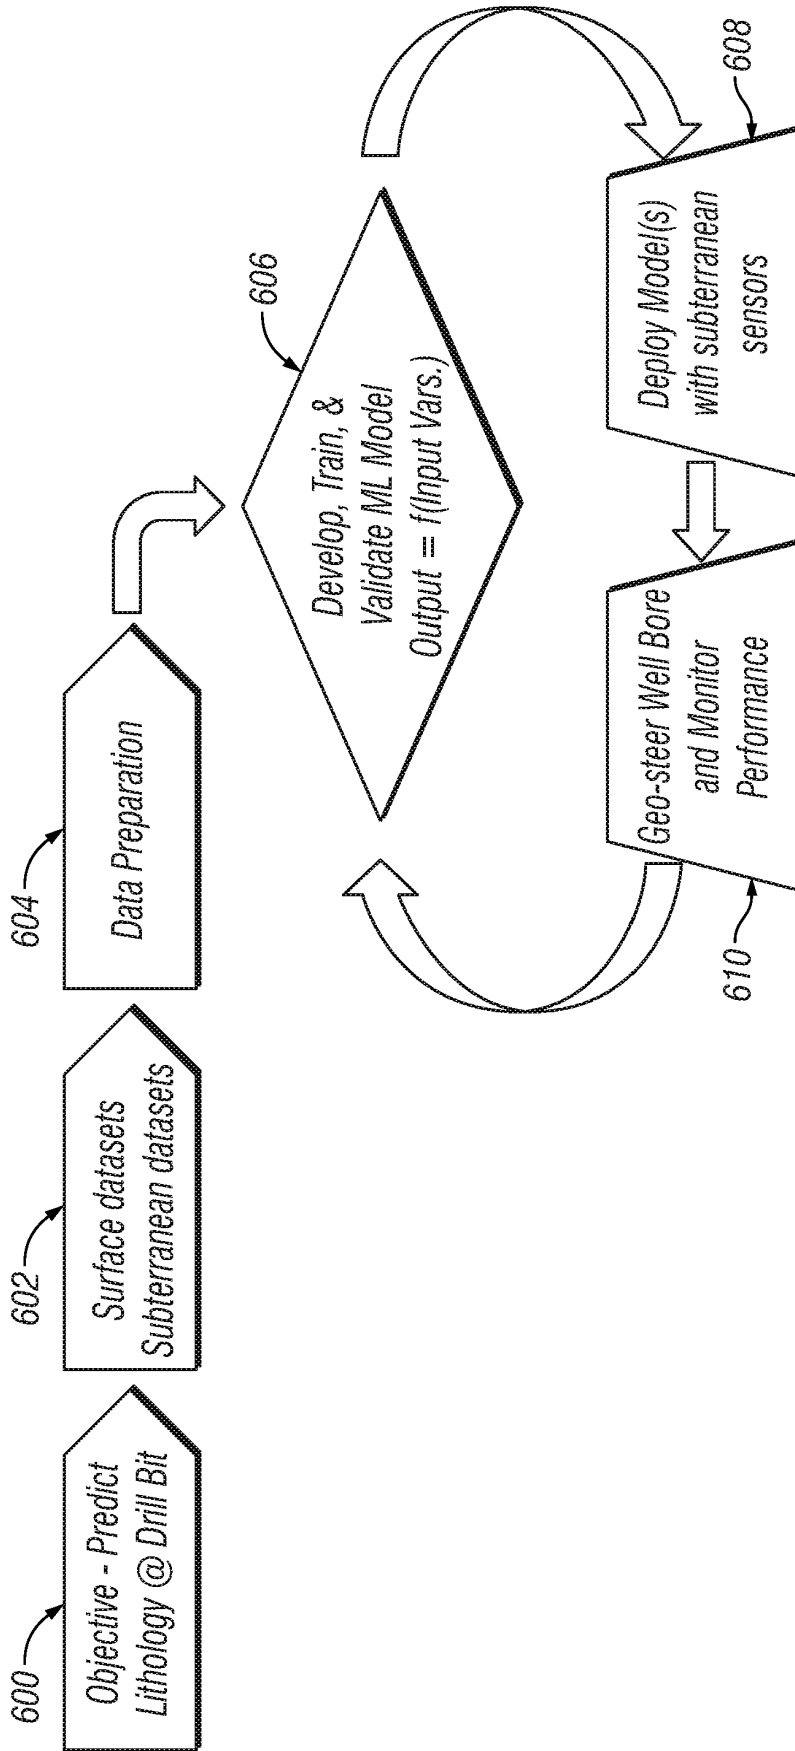 600
Objective - Predict
Lithology @ Drill Bit
602
Surface datasets
Subterranean datasets
604
Data Preparation
606
Develop, Train, &
Validate ML Model
Output = f(Input Vars.)
608
Deploy Model(s)
with subterranean
sensors
610
Geo-steer Well Bore
and Monitor
Performance